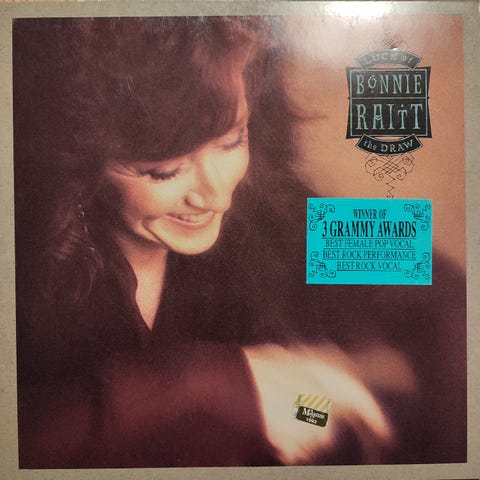 LUCK of
BONNIE
RAITT
the DRAW
WINNER OF
3 GRAMMY AWARDS
BEST FEMALE POP VOCAL
BEST ROCK PERFORMANCE
BEST ROCK VOCAL
1992